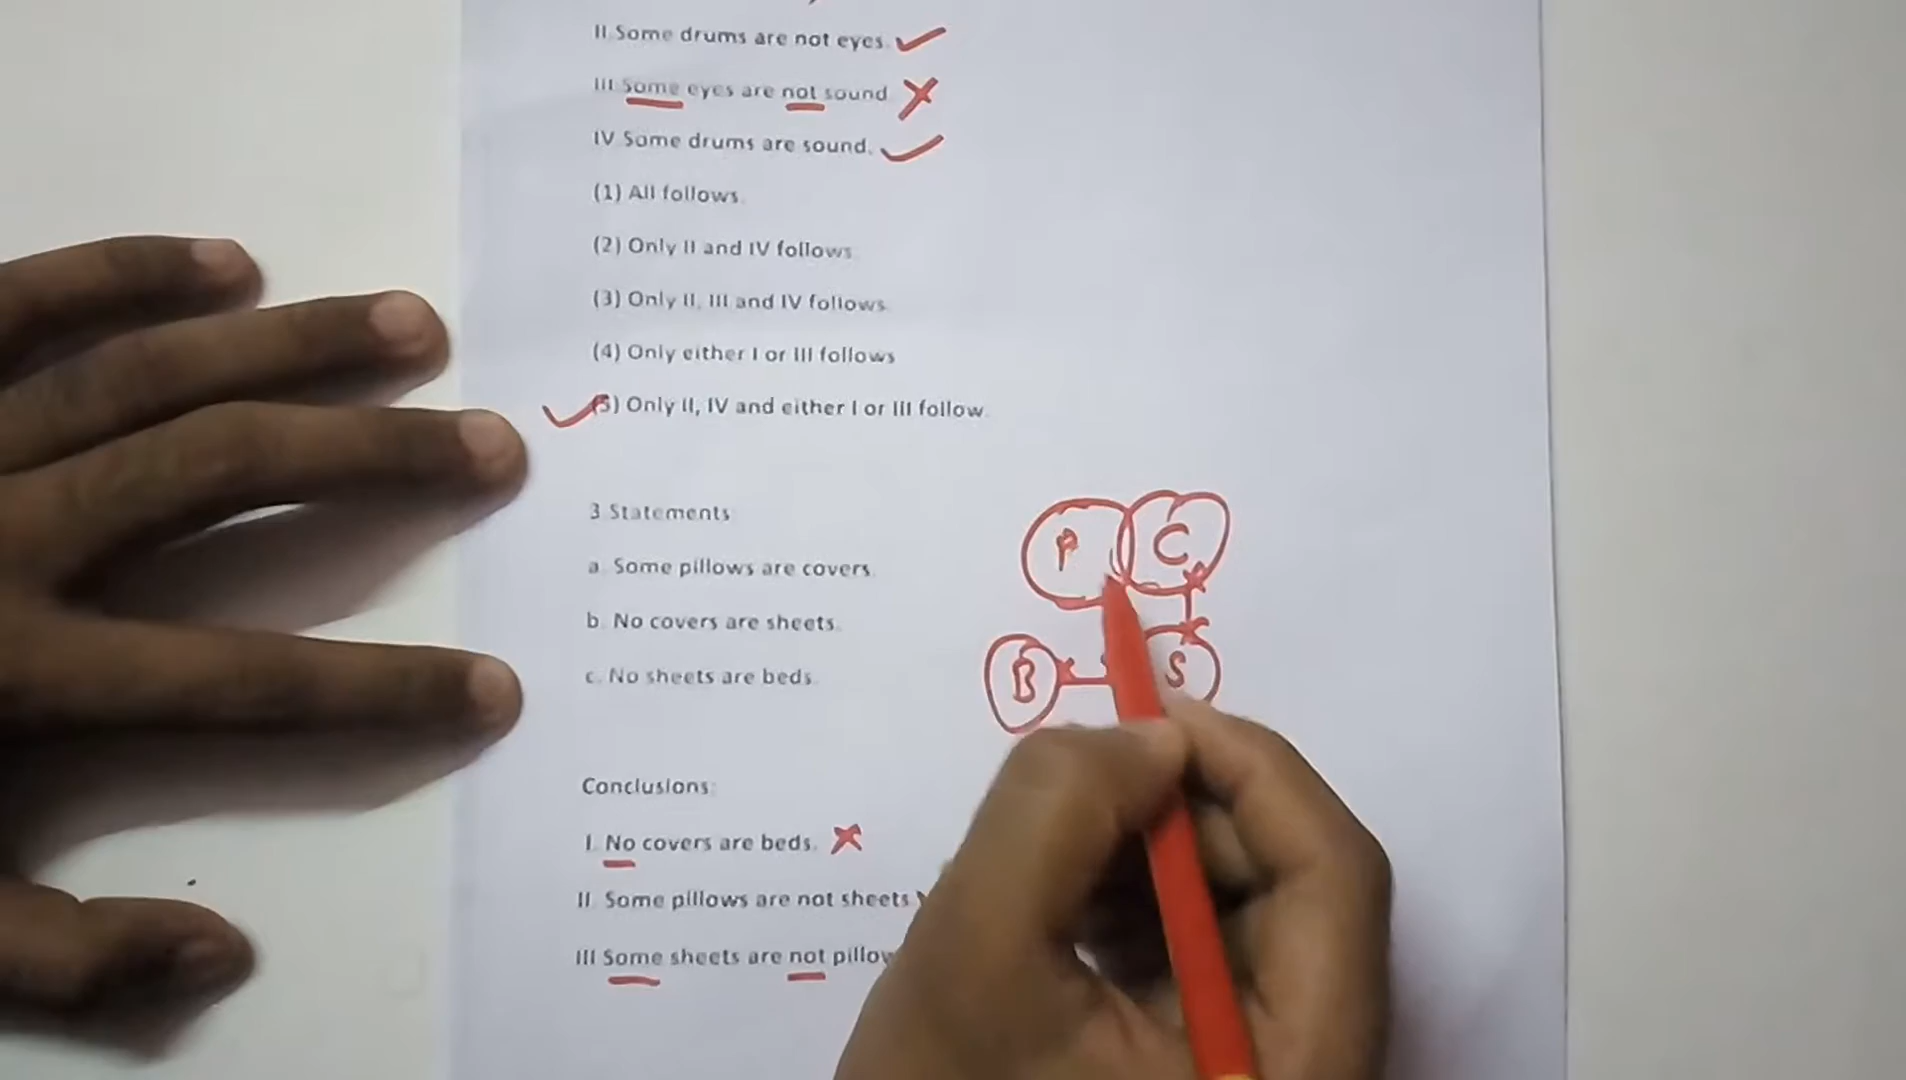 II. Some drums are not eyes.
III. Some eyes are not sound
IV. Some drums are sound.
(1) All follows.
(2) Only II and IV follows
(3) Only II, III and IV follows
(4) Only either I or III follows
(5) Only II, IV and either I or III follow.
3 Statements
P C
a. Some pillows are covers.
b. No covers are sheets.
B S
c. No sheets are beds.
Conclusions:
I. No covers are beds.
II. Some pillows are not sheets
III Some sheets are not